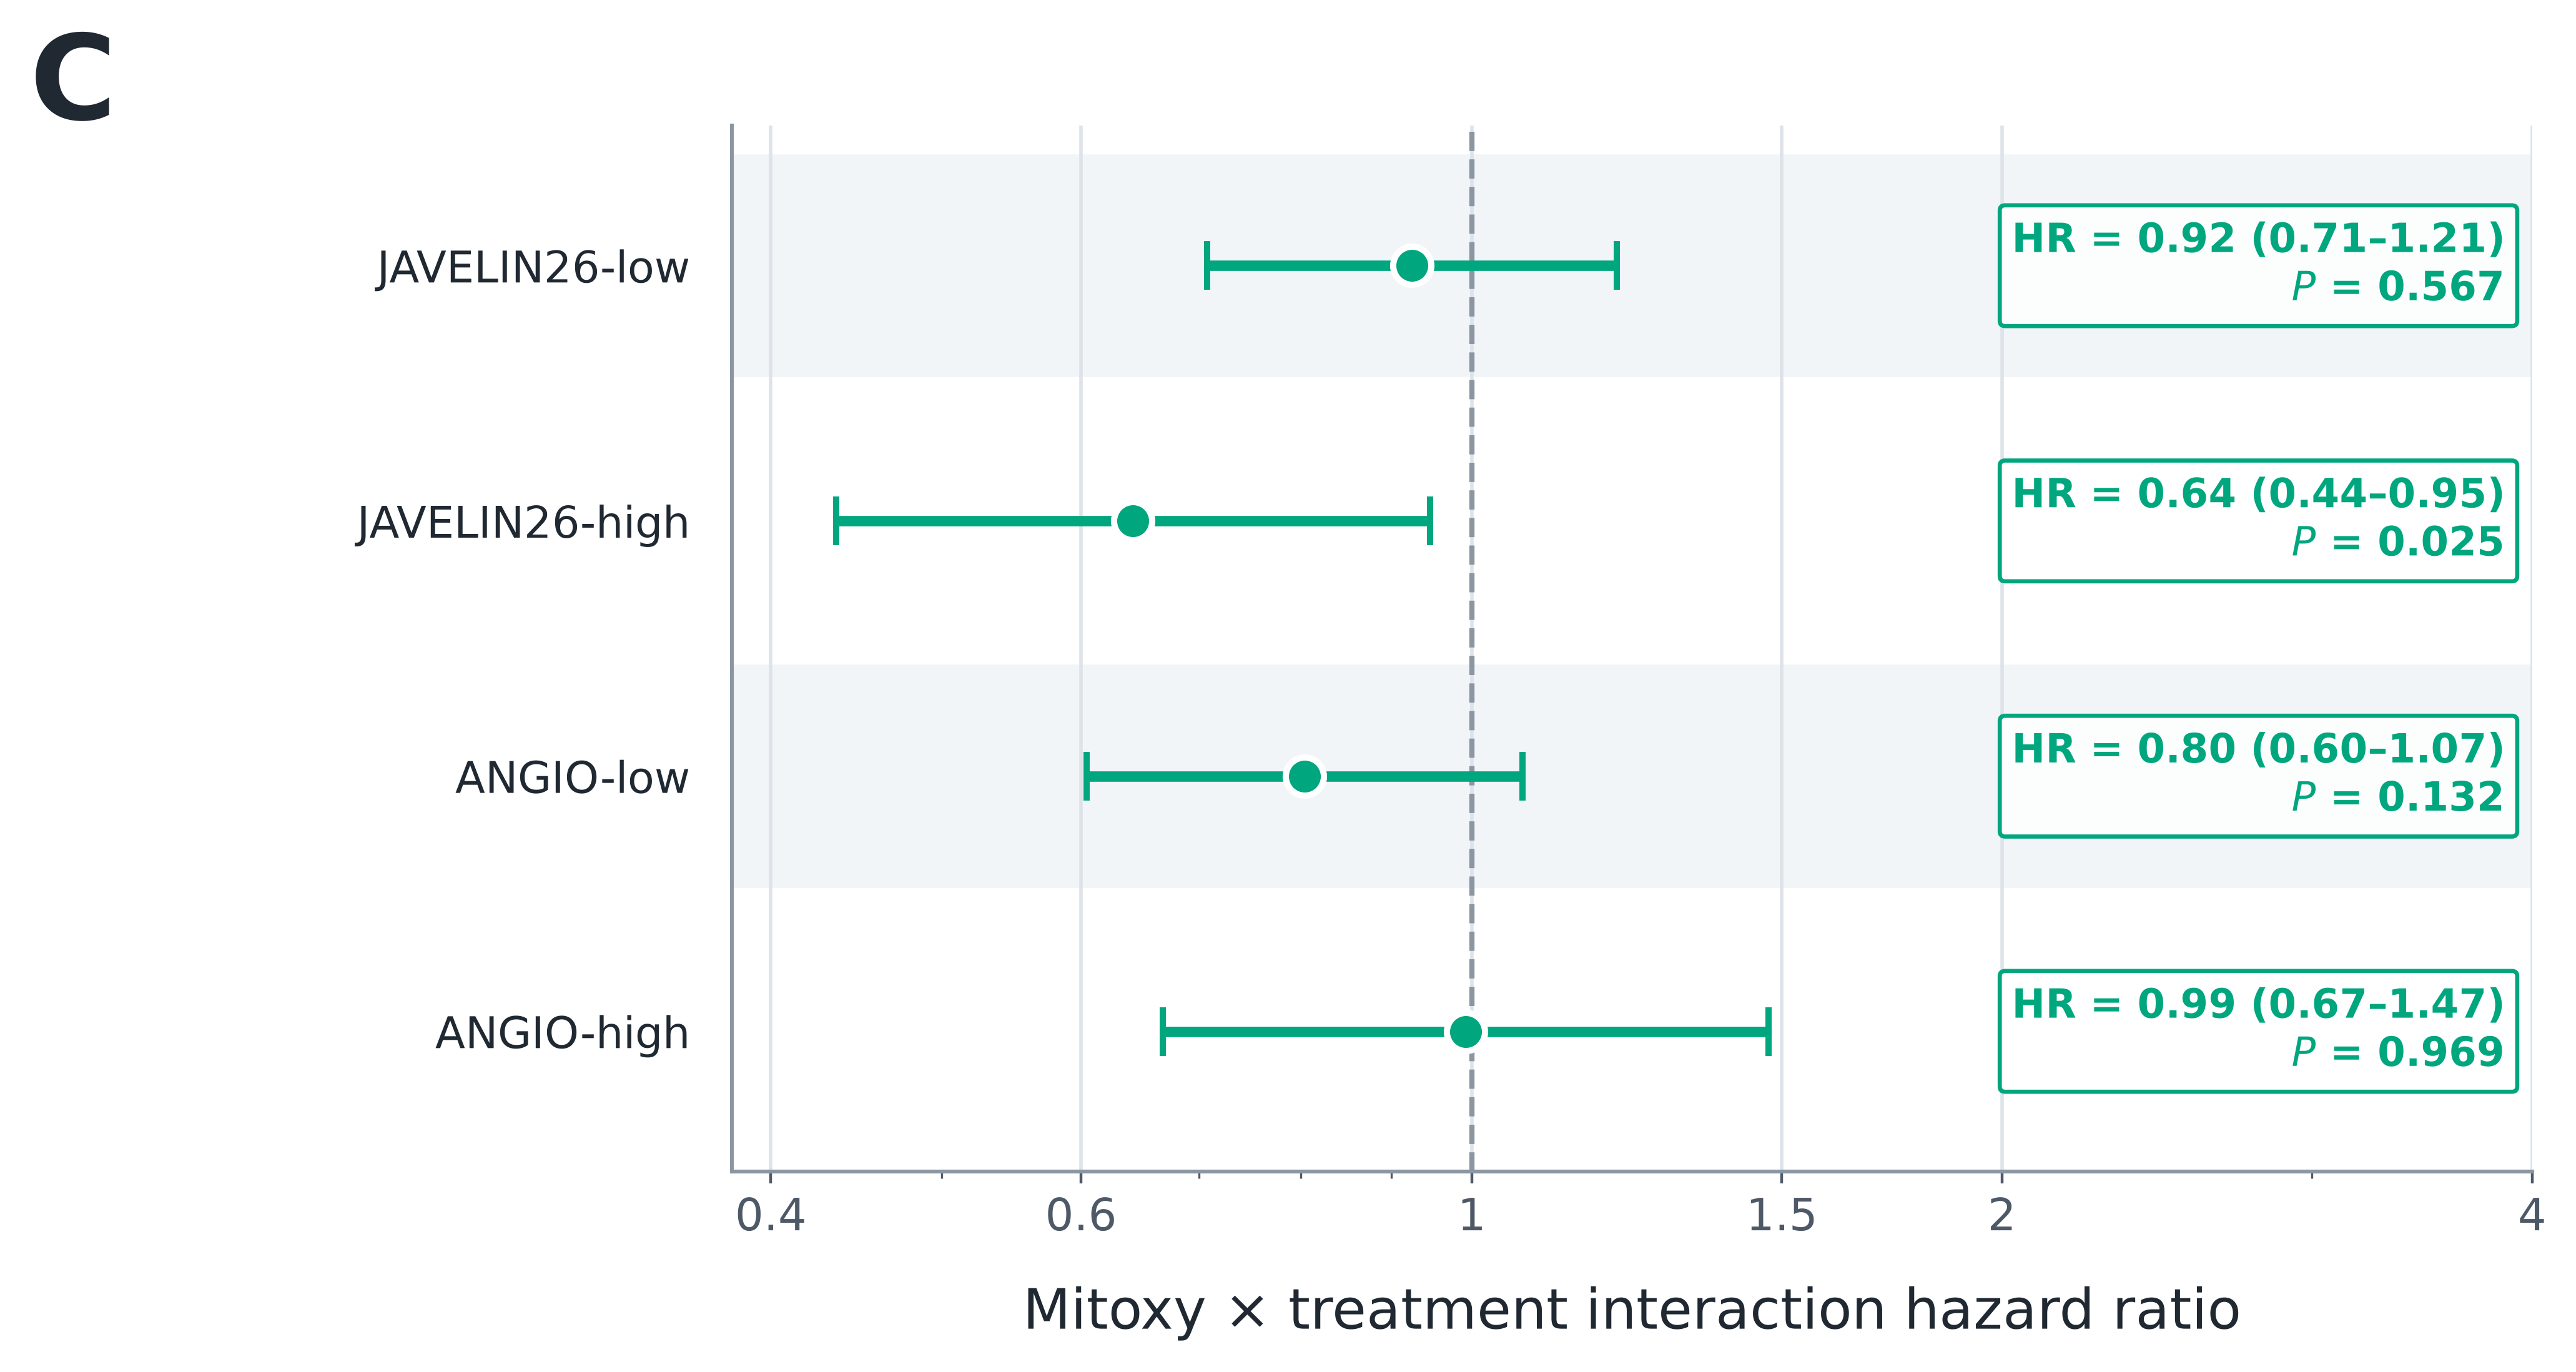 C
JAVELIN26-low
HR = 0.92 (0.71–1.21)
P = 0.567
JAVELIN26-high
HR = 0.64 (0.44–0.95)
P = 0.025
ANGIO-low
HR = 0.80 (0.60–1.07)
P = 0.132
ANGIO-high
HR = 0.99 (0.67–1.47)
P = 0.969
0.4 0.6 1 1.5 2 4
Mitoxy × treatment interaction hazard ratio